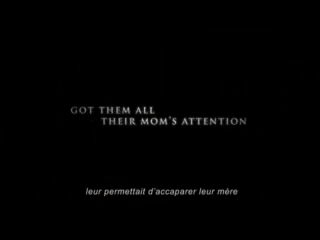 GOT THEM ALL
THEIR MOM'S ATTENTION
leur permettait d'accaparer leur mère